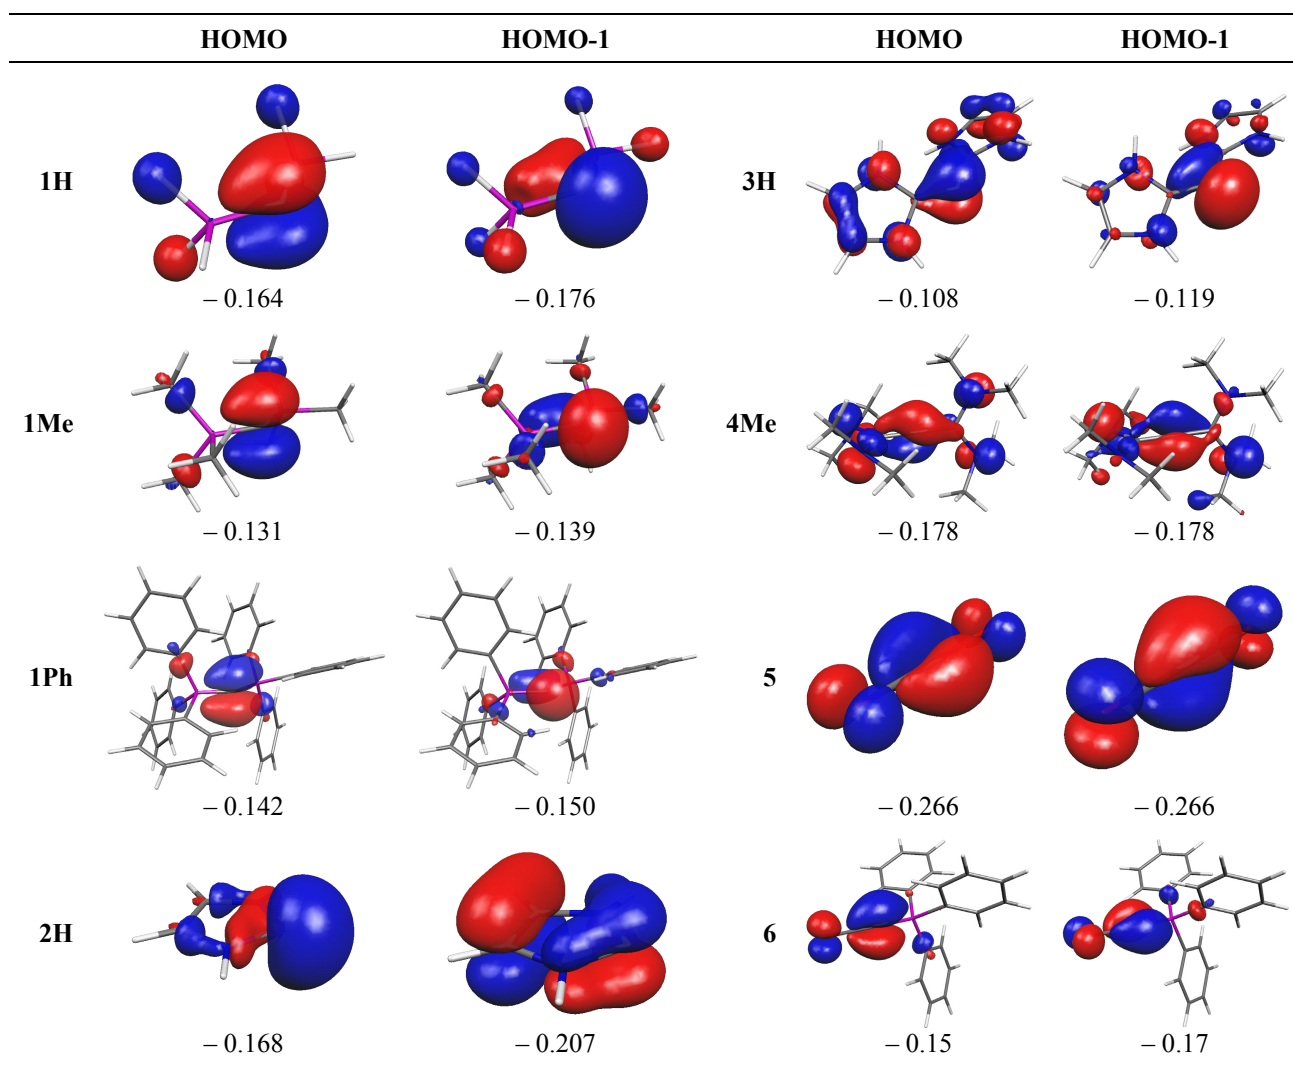 HOMO HOMO-1 HOMO HOMO-1
1H 3H
– 0.164 – 0.176 – 0.108 – 0.119
1Me 4Me
– 0.131 – 0.139 – 0.178 – 0.178
1Ph 5
– 0.142 – 0.150 – 0.266 – 0.266
2H 6
– 0.168 – 0.207 – 0.15 – 0.17